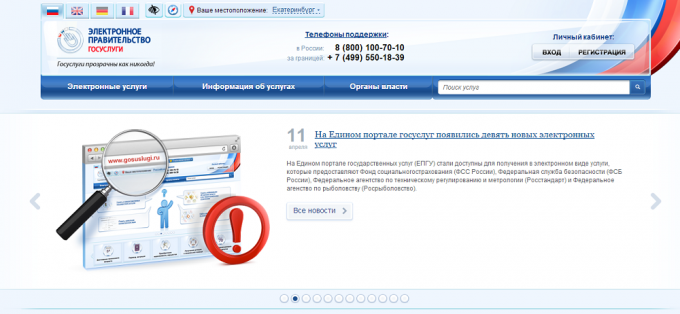 Ваше местоположение: Екатеринбург
ЭЛЕКТРОННОЕ
ПРАВИТЕЛЬСТВО
ГОСУСЛУГИ
Госуслуги прозрачны как никогда!
Телефоны поддержки:
в России: 8 (800) 100-70-10
за границей: + 7 (499) 550-18-39
Личный кабинет:
ВХОД РЕГИСТРАЦИЯ
Электронные услуги Информация об услугах Органы власти Поиск услуг
www.gosuslugi.ru
11
апреля
На Едином портале госуслуг появились девять новых электронных
услуг
На Едином портале государственных услуг (ЕПГУ) стали доступны для получения в электронном виде услуги,
которые предоставляют Фонд социальногострахования (ФСС России), Федеральная служба безопасности (ФСБ
России), Федеральное агентство по техническому регулированию и метрологии (Росстандарт) и Федеральное
агенство по рыболовству (Росрыболовство).
Все новости